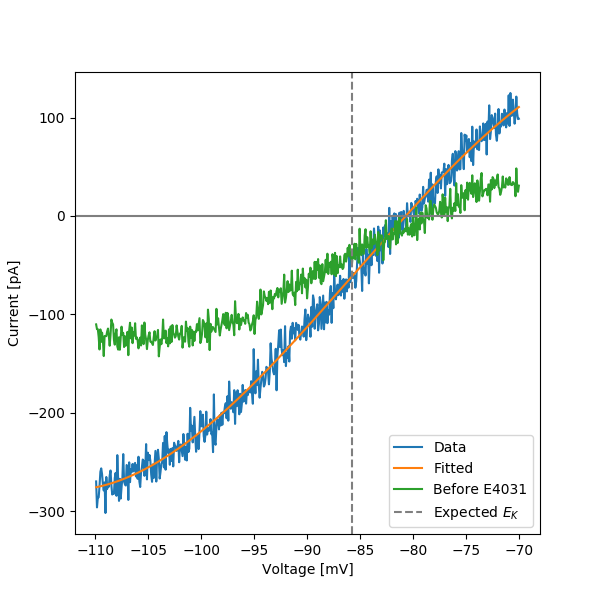 100
0
−100
−200
−300
Current [pA]
Data
Fitted
Before E4031
Expected E_K
−110 −105 −100 −95 −90 −85 −80 −75 −70
Voltage [mV]